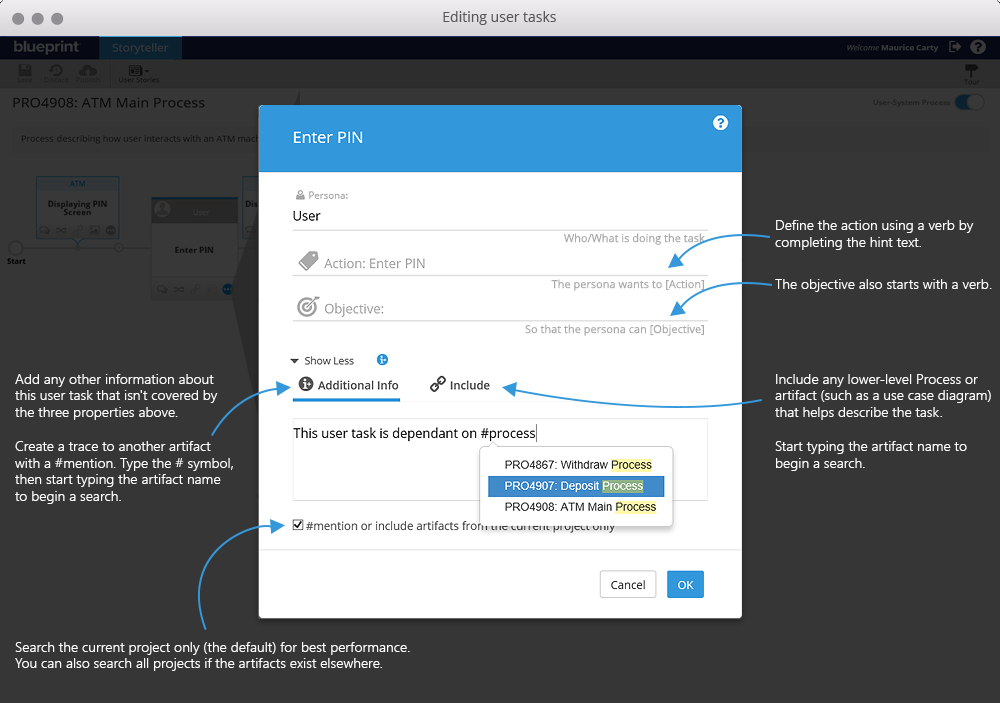 Editing user tasks
blueprint
Storyteller
Welcome Maurice Carty
Save
Discard
Publish
User Stories
Tour
PRO4908: ATM Main Process
User-System Process
Process describing how user interacts with an ATM mac
ATM
Displaying PIN
Screen
User
Dis
Enter PIN
Start
Enter PIN
Persona:
User
Who/What is doing the task
Action: Enter PIN
The persona wants to [Action]
Objective:
So that the persona can [Objective]
Show Less
Additional Info
Include
This user task is dependant on #process
PRO4867: Withdraw Process
PRO4907: Deposit Process
PRO4908: ATM Main Process
#mention or include artifacts from the current project only
Cancel
OK
Define the action using a verb by
completing the hint text.
The objective also starts with a verb.
Add any other information about
this user task that isn't covered by
the three properties above.
Create a trace to another artifact
with a #mention. Type the # symbol,
then start typing the artifact name
to begin a search.
Include any lower-level Process or
artifact (such as a use case diagram)
that helps describe the task.
Start typing the artifact name to
begin a search.
Search the current project only (the default) for best performance.
You can also search all projects if the artifacts exist elsewhere.